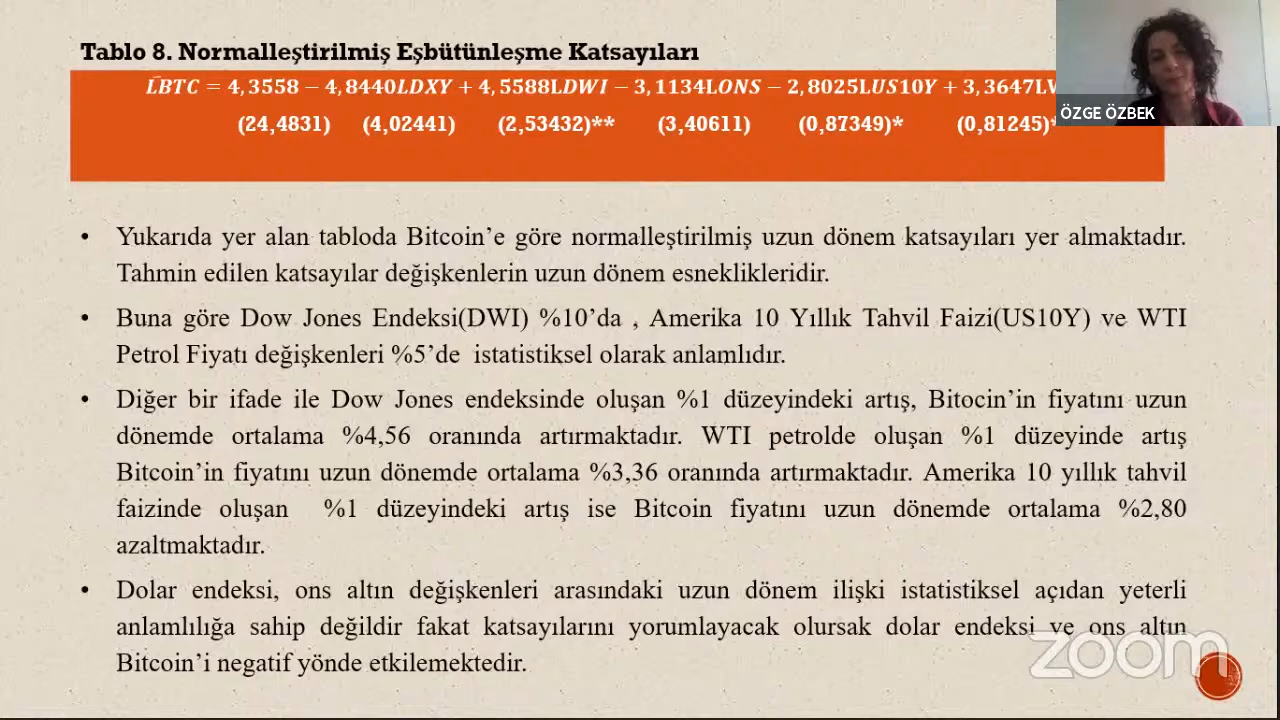 Tablo 8. Normalleştirilmiş Eşbütünleşme Katsayıları
LBTC = 4,3558 − 4,8440LDXY + 4,5588LDWI − 3,1134LONS − 2,8025LUS10Y + 3,3647LW
(24,4831) (4,02441) (2,53432)** (3,40611) (0,87349)* (0,81245)*
ÖZGE ÖZBEK
• Yukarıda yer alan tabloda Bitcoin’e göre normalleştirilmiş uzun dönem katsayıları yer almaktadır.
Tahmin edilen katsayılar değişkenlerin uzun dönem esneklikleridir.
• Buna göre Dow Jones Endeksi(DWI) %10’da , Amerika 10 Yıllık Tahvil Faizi(US10Y) ve WTI
Petrol Fiyatı değişkenleri %5’de istatistiksel olarak anlamlıdır.
• Diğer bir ifade ile Dow Jones endeksinde oluşan %1 düzeyindeki artış, Bitocin’in fiyatını uzun
dönemde ortalama %4,56 oranında artırmaktadır. WTI petrolde oluşan %1 düzeyinde artış
Bitcoin’in fiyatını uzun dönemde ortalama %3,36 oranında artırmaktadır. Amerika 10 yıllık tahvil
faizinde oluşan %1 düzeyindeki artış ise Bitcoin fiyatını uzun dönemde ortalama %2,80
azaltmaktadır.
• Dolar endeksi, ons altın değişkenleri arasındaki uzun dönem ilişki istatistiksel açıdan yeterli
anlamlılığa sahip değildir fakat katsayılarını yorumlayacak olursak dolar endeksi ve ons altın
Bitcoin’i negatif yönde etkilemektedir.
zoom